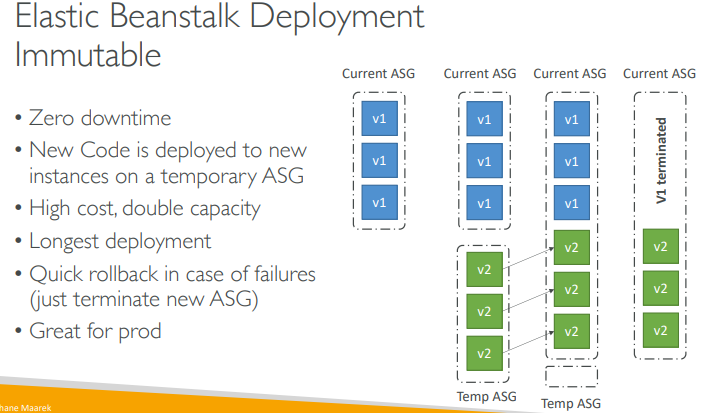 Elastic Beanstalk Deployment
Immutable
• Zero downtime
• New Code is deployed to new
instances on a temporary ASG
• High cost, double capacity
• Longest deployment
• Quick rollback in case of failures
(just terminate new ASG)
• Great for prod
Current ASG
v1
v1
v1
Current ASG
v1
v1
v1
v2
v2
v2
Temp ASG
Current ASG
v1
v1
v1
v2
v2
v2
Temp ASG
Current ASG
V1 terminated
v2
v2
v2
hane Maarek